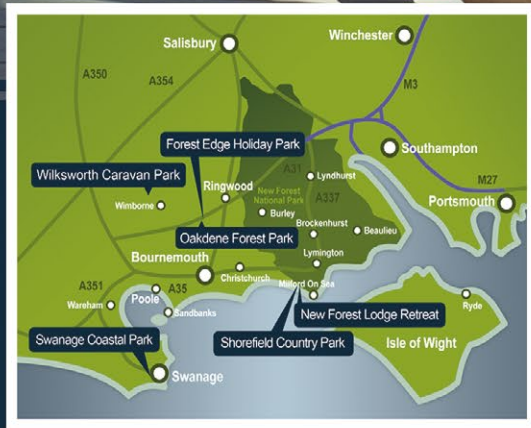 Winchester
Salisbury
A350
A354
M3
Forest Edge Holiday Park
Southampton
A31
Lyndhurst
Wilksworth Caravan Park
M27
Ringwood
New Forest
National Park
A337
Portsmouth
Wimborne
Burley
Brockenhurst
Beaulieu
Oakdene Forest Park
Bournemouth
Lymington
Christchurch
A351
A35
Milford On Sea
Poole
Wareham
Sandbanks
New Forest Lodge Retreat
Ryde
Swanage Coastal Park
Shorefield Country Park
Isle of Wight
Swanage